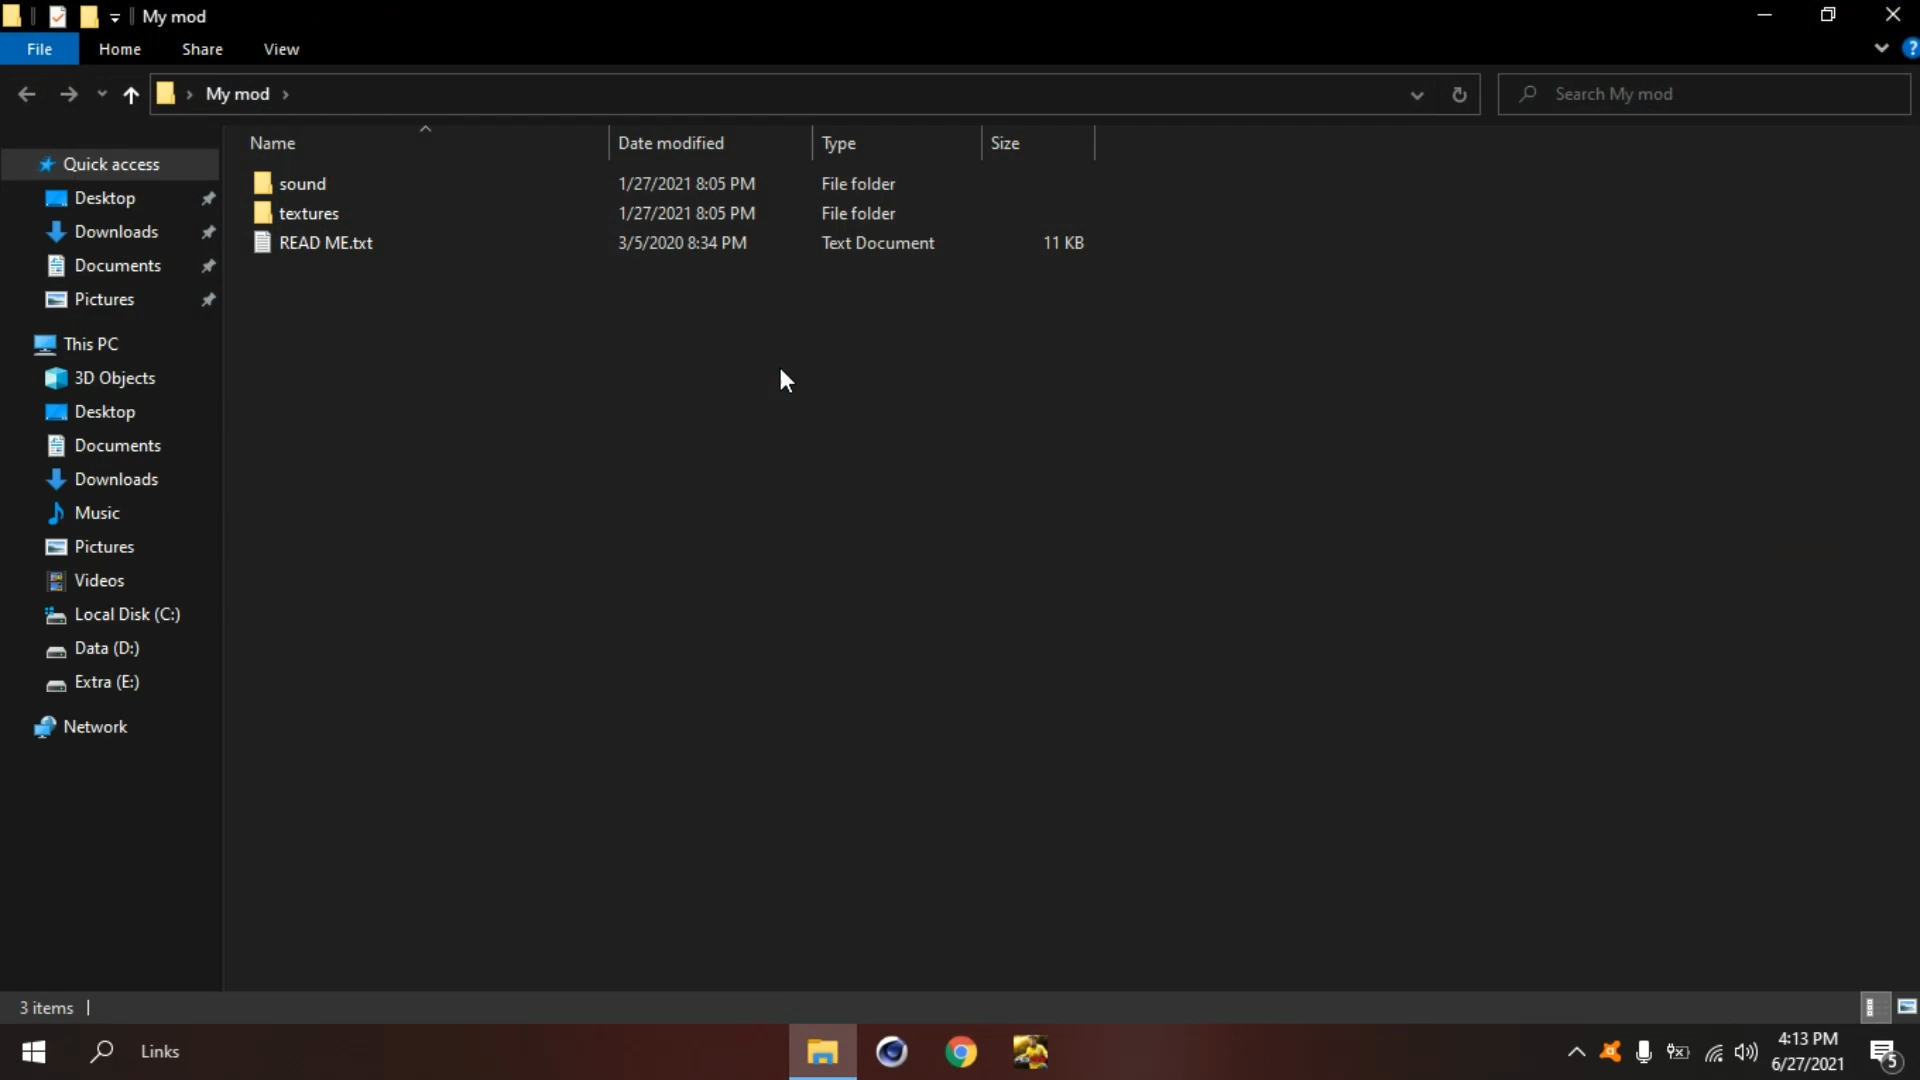 My mod
File Home Share View
My mod
Search My mod
Name Date modified Type Size
Quick access
Desktop
Downloads
Documents
Pictures
This PC
3D Objects
Desktop
Documents
Downloads
Music
Pictures
Videos
Local Disk (C:)
Data (D:)
Extra (E:)
Network
sound 1/27/2021 8:05 PM File folder
textures 1/27/2021 8:05 PM File folder
READ ME.txt 3/5/2020 8:34 PM Text Document 11 KB
3 items
Links
4:13 PM
6/27/2021
5